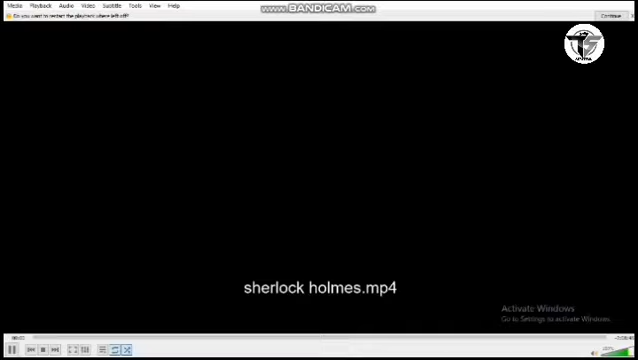 Media Playback Audio Video Subtitle Tools View Help
www.BANDICAM.com
Do you want to restart the playback where left off?
Continue
TS
sherlock holmes.mp4
Activate Windows
Go to Settings to activate Windows.